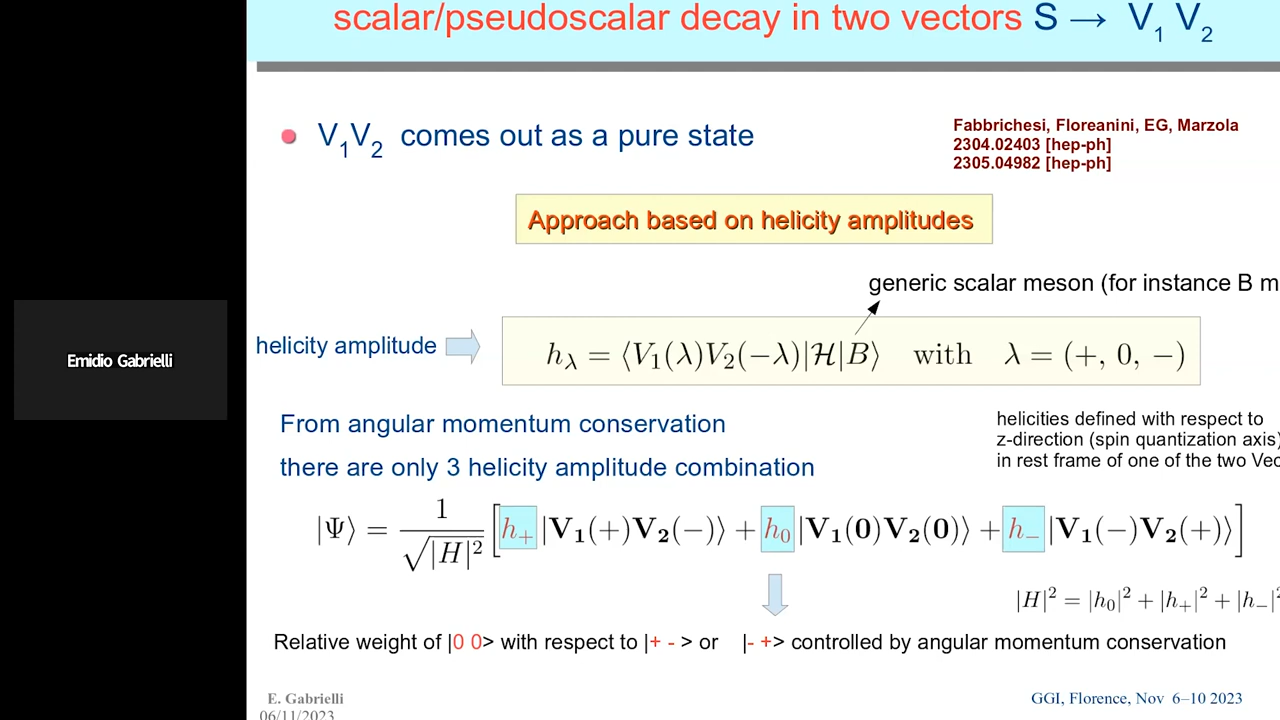 scalar/pseudoscalar decay in two vectors S → V₁ V₂
V₁V₂ comes out as a pure state
Fabbrichesi, Floreanini, EG, Marzola
2304.02403 [hep-ph]
2305.04982 [hep-ph]
Approach based on helicity amplitudes
generic scalar meson (for instance B m
helicity amplitude
h_λ = ⟨V₁(λ)V₂(−λ)|ℋ|B⟩ with λ = (+, 0, −)
Emidio Gabrielli
From angular momentum conservation
there are only 3 helicity amplitude combination
helicities defined with respect to
z-direction (spin quantization axis)
in rest frame of one of the two Vec
|Ψ⟩ = 1/√|H|² [h₊ |V₁(+)V₂(−)⟩ + h₀ |V₁(0)V₂(0)⟩ + h₋ |V₁(−)V₂(+)⟩]
|H|² = |h₀|² + |h₊|² + |h₋|²
Relative weight of |0 0> with respect to |+ - > or |- +> controlled by angular momentum conservation
E. Gabrielli
06/11/2023
GGI, Florence, Nov 6–10 2023